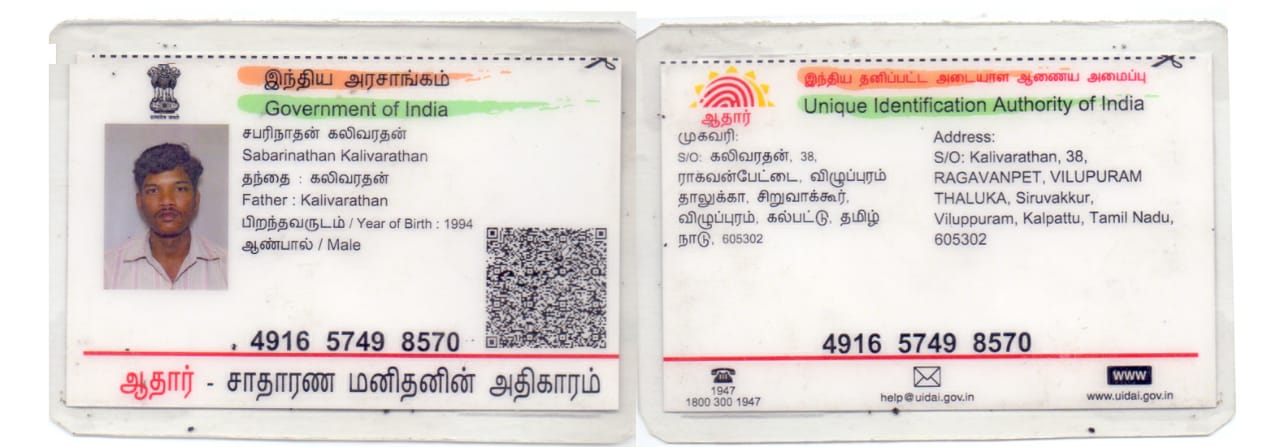 இந்திய அரசாங்கம்
Government of India
சபரிநாதன் கலிவரதன்
Sabarinathan Kalivarathan
தந்தை : கலிவரதன்
Father : Kalivarathan
பிறந்தவருடம் / Year of Birth : 1994
ஆண்பால் / Male
4916 5749 8570
ஆதார் - சாதாரண மனிதனின் அதிகாரம்
இந்திய தனிப்பட்ட அடையாள ஆணைய அமைப்பு
Unique Identification Authority of India
ஆதார்
முகவரி:
S/O: கலிவரதன், 38,
ராகவன்பேட்டை, விழுப்புரம்
தாலுக்கா, சிறுவாக்கூர்,
விழுப்புரம், கல்பட்டு, தமிழ்
நாடு, 605302
Address:
S/O: Kalivarathan, 38,
RAGAVANPET, VILUPURAM
THALUKA, Siruvakkur,
Viluppuram, Kalpattu, Tamil Nadu,
605302
4916 5749 8570
1947
1800 300 1947
help@uidai.gov.in
www
www.uidai.gov.in